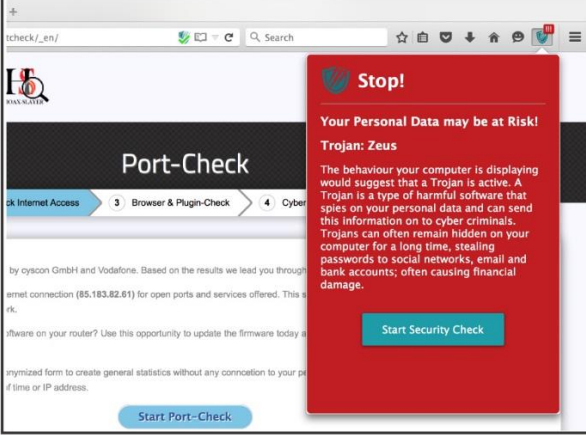 tcheck/_en/
Search
!!!
HS
HOAX-SLAYER
Port-Check
ck Internet Access
3 Browser & Plugin-Check
4 Cyber
by cyscon GmbH and Vodafone. Based on the results we lead you through
ernet connection (85.183.82.61) for open ports and services offered. This s
rk.
oftware on your router? Use this opportunity to update the firmware today a
onymized form to create general statistics without any conncetion to your pe
of time or IP address.
Start Port-Check
Stop!
Your Personal Data may be at Risk!
Trojan: Zeus
The behaviour your computer is displaying
would suggest that a Trojan is active. A
Trojan is a type of harmful software that
spies on your personal data and can send
this information on to cyber criminals.
Trojans can often remain hidden on your
computer for a long time, stealing
passwords to social networks, email and
bank accounts; often causing financial
damage.
Start Security Check